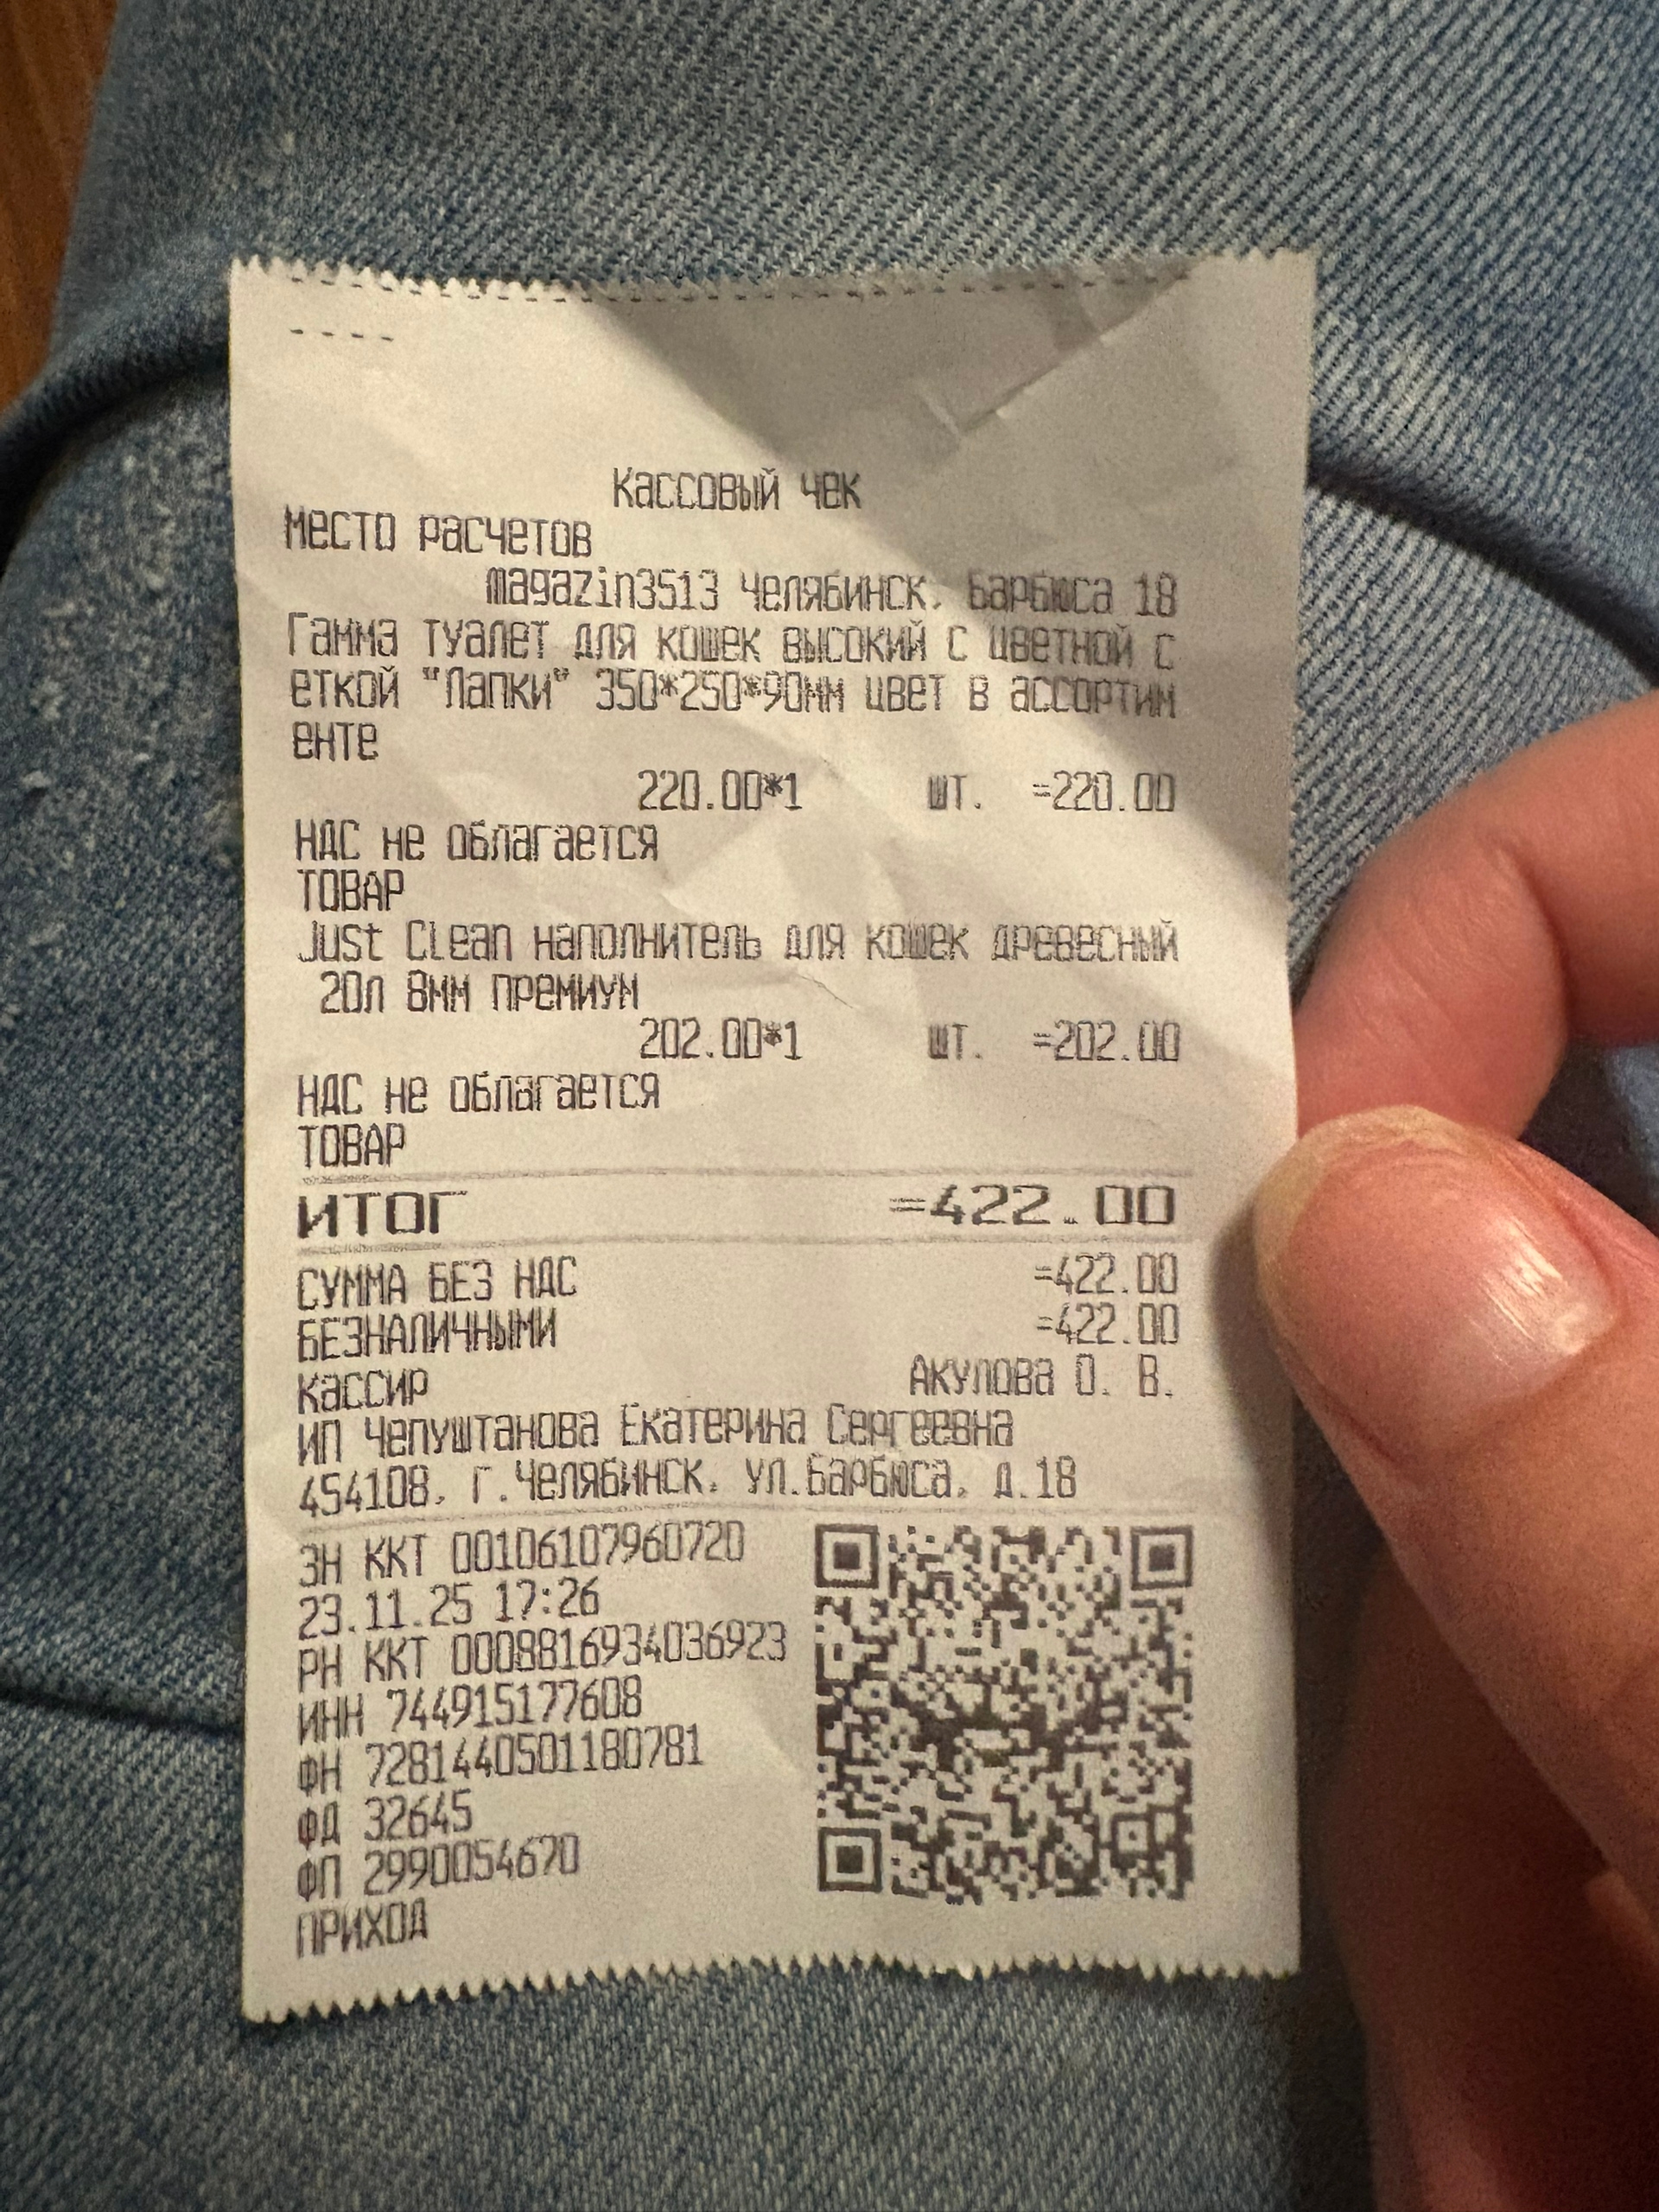 Кассовый чек
Место расчетов
magazin3513 Челябинск, Барбюса 18
Гамма туалет для кошек высокий с цветной с
еткой "Лапки" 350*250*90мм цвет в ассортим
енте
220.00*1 шт. =220.00
НДС не облагается
ТОВАР
Just Clean наполнитель для кошек древесный
20л 8мм премиум
202.00*1 шт. =202.00
НДС не облагается
ТОВАР
ИТОГ =422.00
СУММА БЕЗ НДС =422.00
БЕЗНАЛИЧНЫМИ =422.00
Кассир Акулова О. В.
ИП Чепуштанова Екатерина Сергеевна
454108, г.Челябинск, ул.Барбюса, д.18
ЗН ККТ 00106107960720
23.11.25 17:26
РН ККТ 0008816934036923
ИНН 744915177608
ФН 7281440501180781
ФД 32645
ФП 2990054670
ПРИХОД